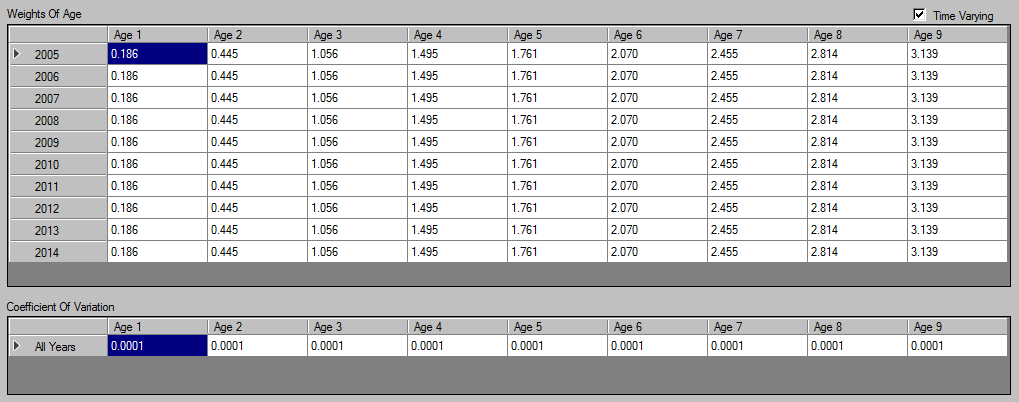 Weights Of Age Time Varying
Age 1 Age 2 Age 3 Age 4 Age 5 Age 6 Age 7 Age 8 Age 9
2005 0.186 0.445 1.056 1.495 1.761 2.070 2.455 2.814 3.139
2006 0.186 0.445 1.056 1.495 1.761 2.070 2.455 2.814 3.139
2007 0.186 0.445 1.056 1.495 1.761 2.070 2.455 2.814 3.139
2008 0.186 0.445 1.056 1.495 1.761 2.070 2.455 2.814 3.139
2009 0.186 0.445 1.056 1.495 1.761 2.070 2.455 2.814 3.139
2010 0.186 0.445 1.056 1.495 1.761 2.070 2.455 2.814 3.139
2011 0.186 0.445 1.056 1.495 1.761 2.070 2.455 2.814 3.139
2012 0.186 0.445 1.056 1.495 1.761 2.070 2.455 2.814 3.139
2013 0.186 0.445 1.056 1.495 1.761 2.070 2.455 2.814 3.139
2014 0.186 0.445 1.056 1.495 1.761 2.070 2.455 2.814 3.139
Coefficient Of Variation
Age 1 Age 2 Age 3 Age 4 Age 5 Age 6 Age 7 Age 8 Age 9
All Years 0.0001 0.0001 0.0001 0.0001 0.0001 0.0001 0.0001 0.0001 0.0001